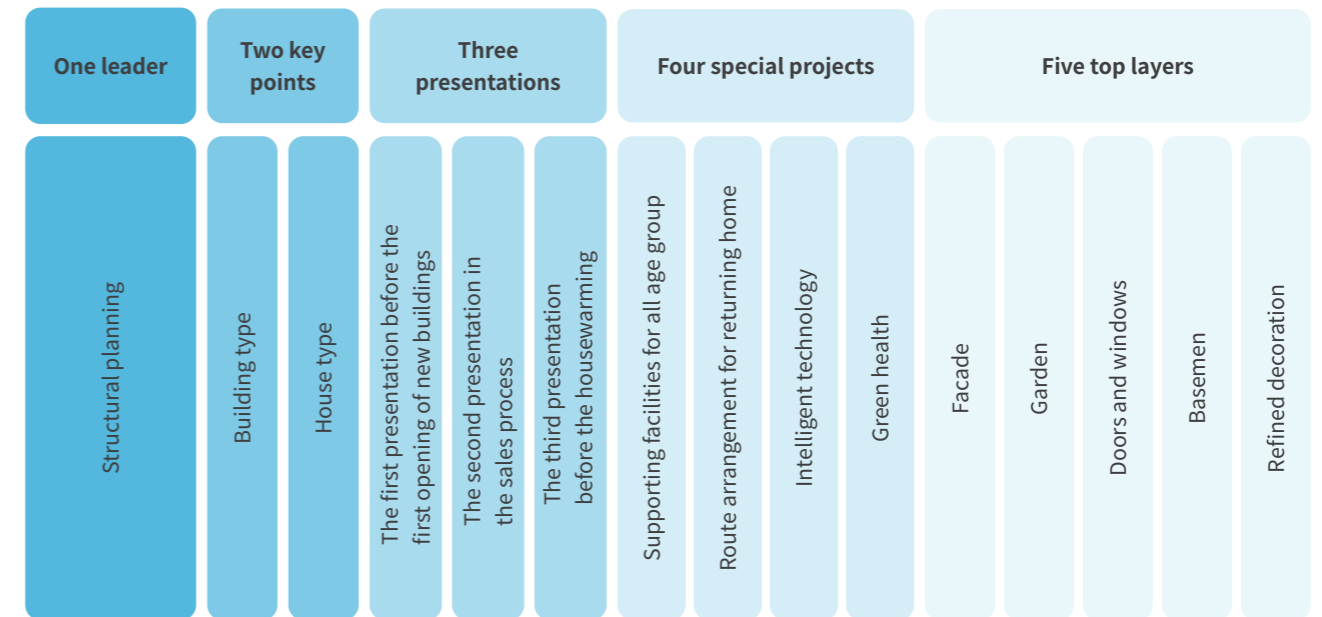 One leader
Two key
points
Three
presentations
Four special projects
Five top layers
Structural planning
Building type
House type
The first presentation before the
first opening of new buildings
The second presentation in
the sales process
The third presentation
before the housewarming
Supporting facilities for all age group
Route arrangement for returning home
Intelligent technology
Green health
Facade
Garden
Doors and windows
Basemen
Refined decoration